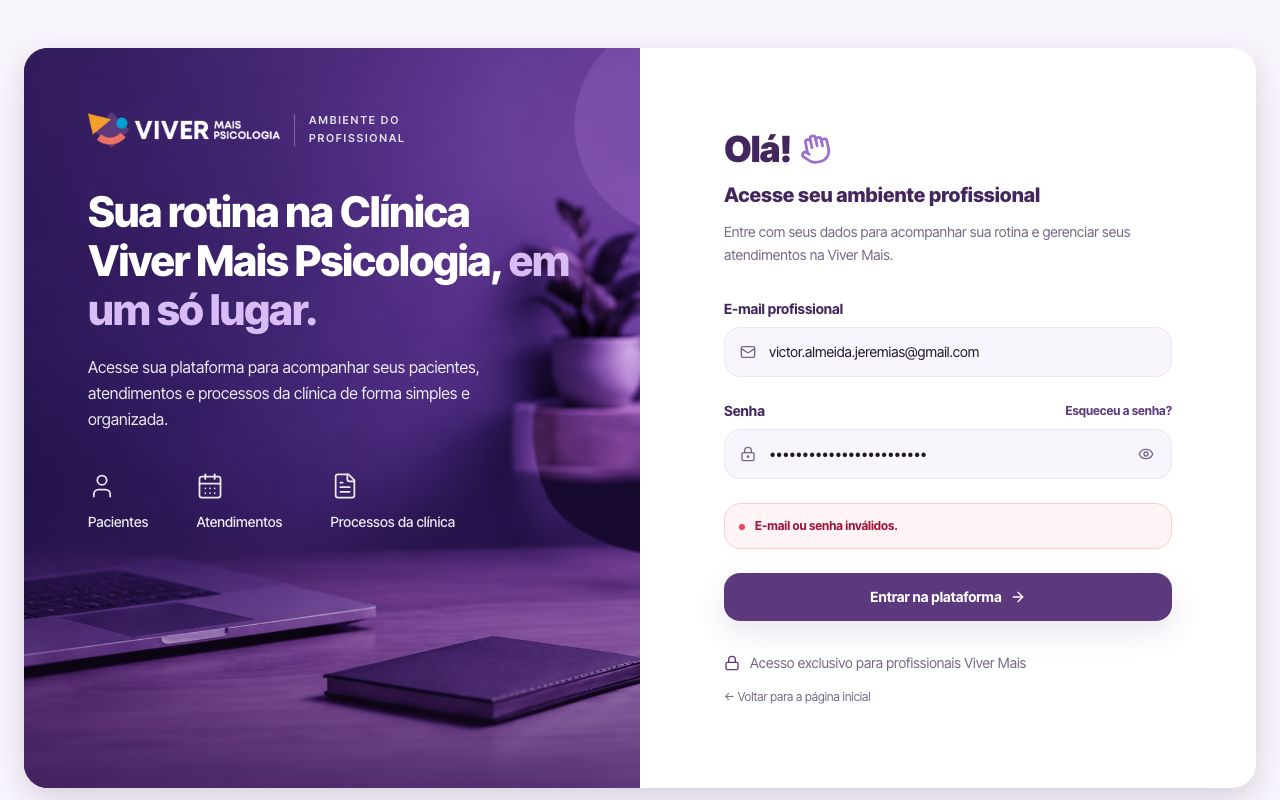 VIVER MAIS PSICOLOGIA
AMBIENTE DO
PROFISSIONAL
Sua rotina na Clínica
Viver Mais Psicologia, em
um só lugar.
Acesse sua plataforma para acompanhar seus pacientes,
atendimentos e processos da clínica de forma simples e
organizada.
Pacientes
Atendimentos
Processos da clínica
Olá!
Acesse seu ambiente profissional
Entre com seus dados para acompanhar sua rotina e gerenciar seus
atendimentos na Viver Mais.
E-mail profissional
victor.almeida.jeremias@gmail.com
Senha
Esqueceu a senha?
••••••••••••••••••••••••
E-mail ou senha inválidos.
Entrar na plataforma →
Acesso exclusivo para profissionais Viver Mais
← Voltar para a página inicial